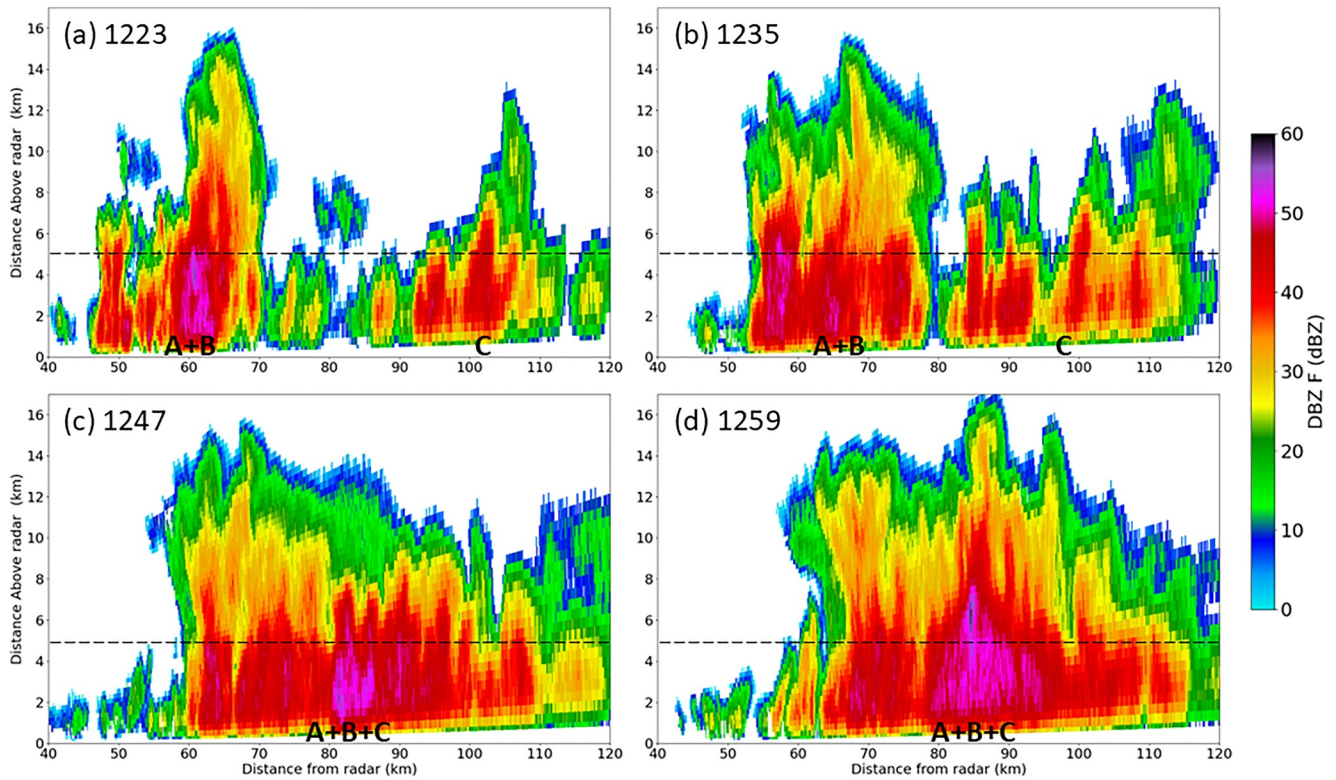 (a) 1223
(b) 1235
16
14
12
10
8
6
4
2
0
Distance Above radar (km)
A+B
C
40 50 60 70 80 90 100 110 120
16
14
12
10
8
6
4
2
0
A+B
C
40 50 60 70 80 90 100 110 120
(c) 1247
(d) 1259
16
14
12
10
8
6
4
2
0
Distance Above radar (km)
A+B+C
40 50 60 70 80 90 100 110 120
Distance from radar (km)
16
14
12
10
8
6
4
2
0
A+B+C
40 50 60 70 80 90 100 110 120
Distance from radar (km)
60
50
40
30
20
10
0
DBZ F (dBZ)